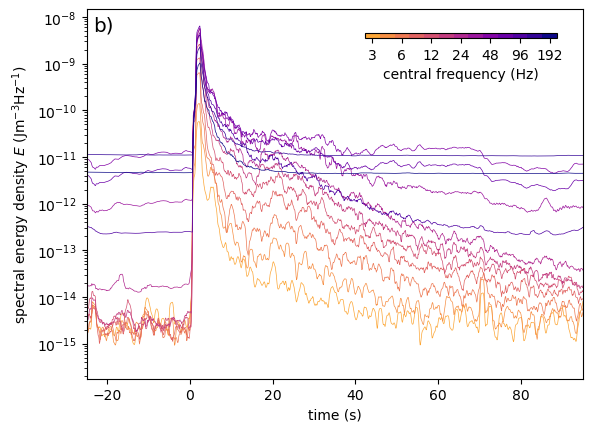 b)
3 6 12 24 48 96 192
central frequency (Hz)
spectral energy density E (Jm⁻³Hz⁻¹)
10⁻⁸
10⁻⁹
10⁻¹⁰
10⁻¹¹
10⁻¹²
10⁻¹³
10⁻¹⁴
10⁻¹⁵
−20 0 20 40 60 80
time (s)